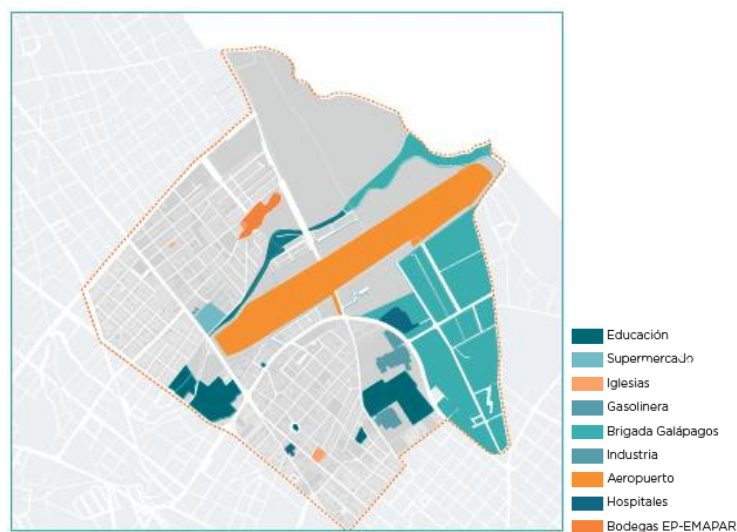 Educación
Supermercado
Iglesias
Gasolinera
Brigada Galápagos
Industria
Aeropuerto
Hospitales
Bodegas EP-EMAPAR